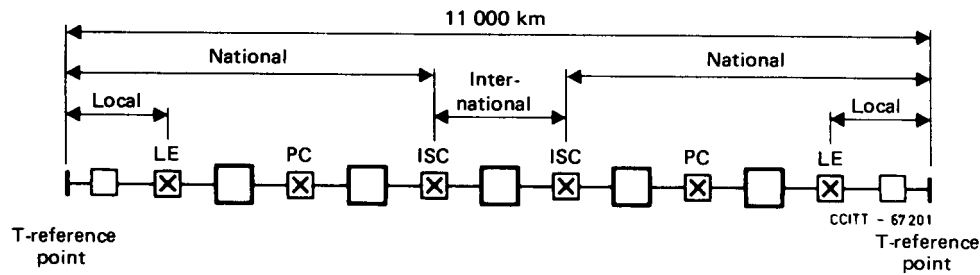 11 000 km
National
National
Inter-
national
Local
Local
LE
PC
ISC
ISC
PC
LE
CCITT - 67201
T-reference
point
T-reference
point